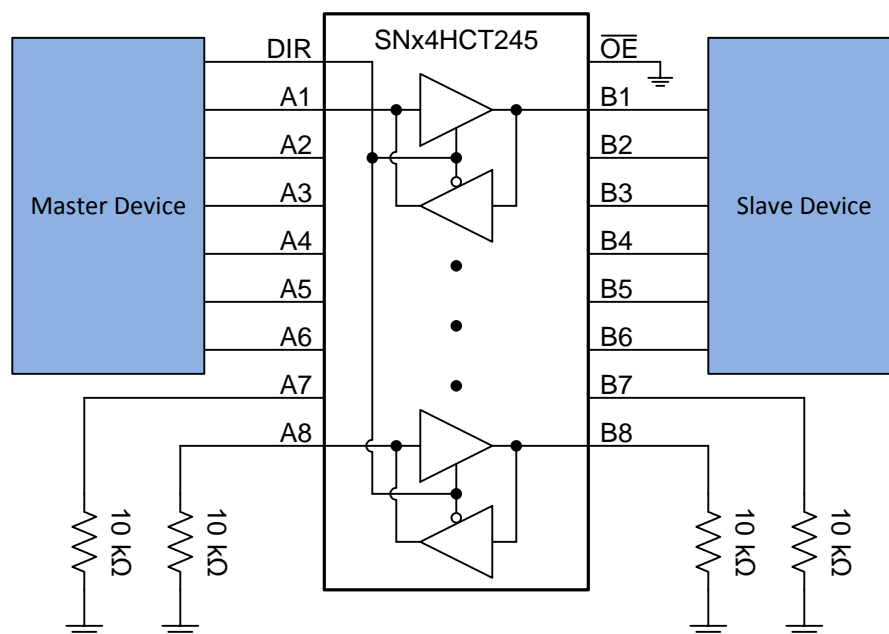 SNx4HCT245
DIR
OE
A1
B1
A2
B2
Master Device
A3
B3
Slave Device
A4
B4
A5
B5
A6
B6
A7
B7
A8
B8
10 kΩ
10 kΩ
10 kΩ
10 kΩ